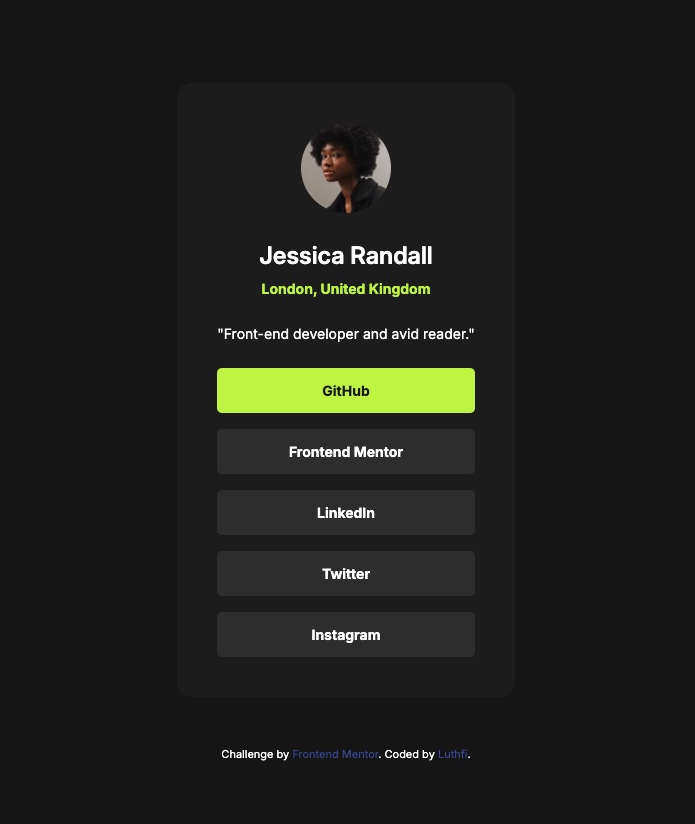 Jessica Randall
London, United Kingdom
"Front-end developer and avid reader."
GitHub
Frontend Mentor
LinkedIn
Twitter
Instagram
Challenge by Frontend Mentor. Coded by Luthfi.